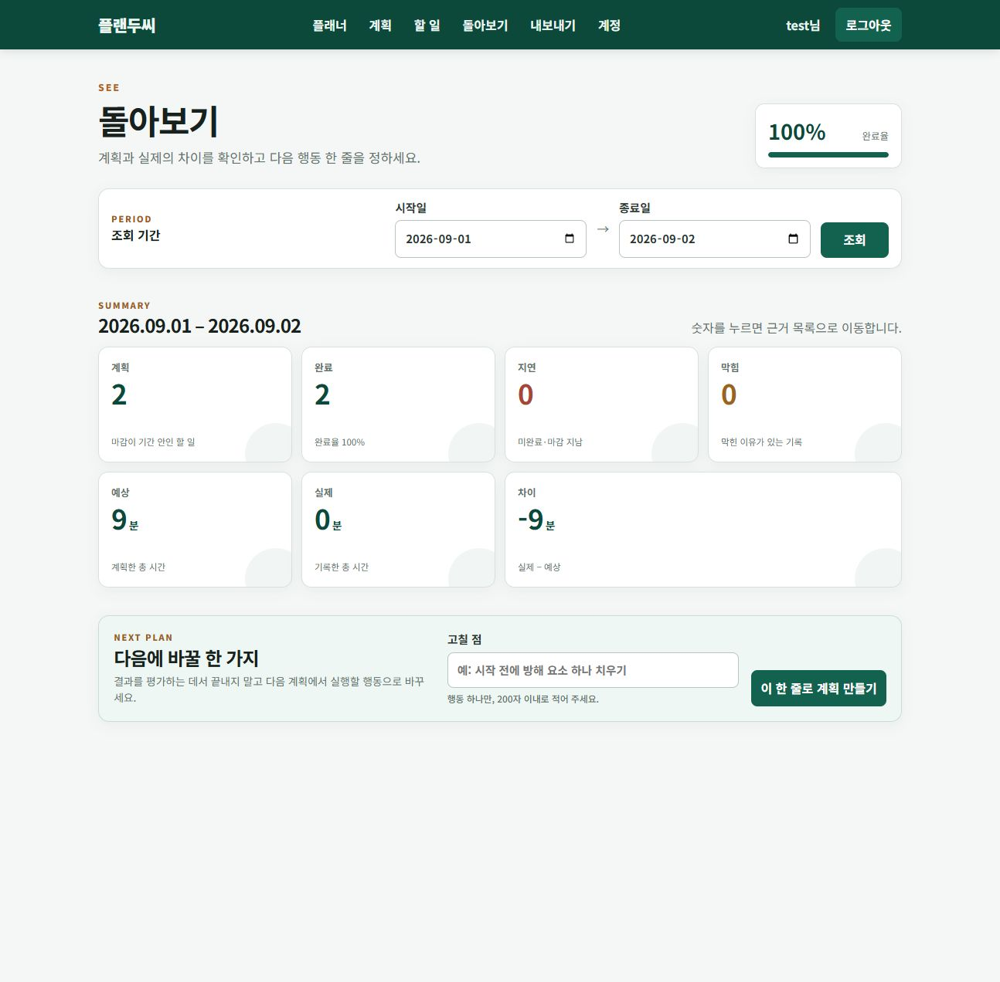 플랜두씨
플래너 계획 할 일 돌아보기 내보내기 계정
test님 로그아웃
SEE
돌아보기
계획과 실제의 차이를 확인하고 다음 행동 한 줄을 정하세요.
100% 완료율
PERIOD
조회 기간
시작일
2026-09-01
→
종료일
2026-09-02
조회
SUMMARY
2026.09.01 – 2026.09.02
숫자를 누르면 근거 목록으로 이동합니다.
계획
2
마감이 기간 안인 할 일
완료
2
완료율 100%
지연
0
미완료·마감 지남
막힘
0
막힌 이유가 있는 기록
예상
9분
계획한 총 시간
실제
0분
기록한 총 시간
차이
-9분
실제 − 예상
NEXT PLAN
다음에 바꿀 한 가지
결과를 평가하는 데서 끝내지 말고 다음 계획에서 실행할 행동으로 바꾸
세요.
고칠 점
예: 시작 전에 방해 요소 하나 치우기
행동 하나만, 200자 이내로 적어 주세요.
이 한 줄로 계획 만들기